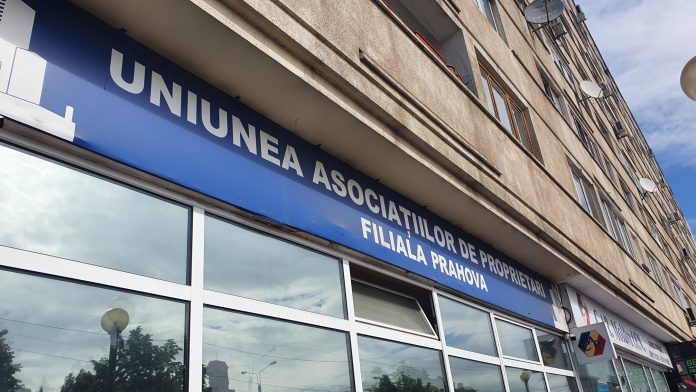 UNIUNEA ASOCIAȚIILOR DE PROPRIETARI
FILIALA PRAHOVA